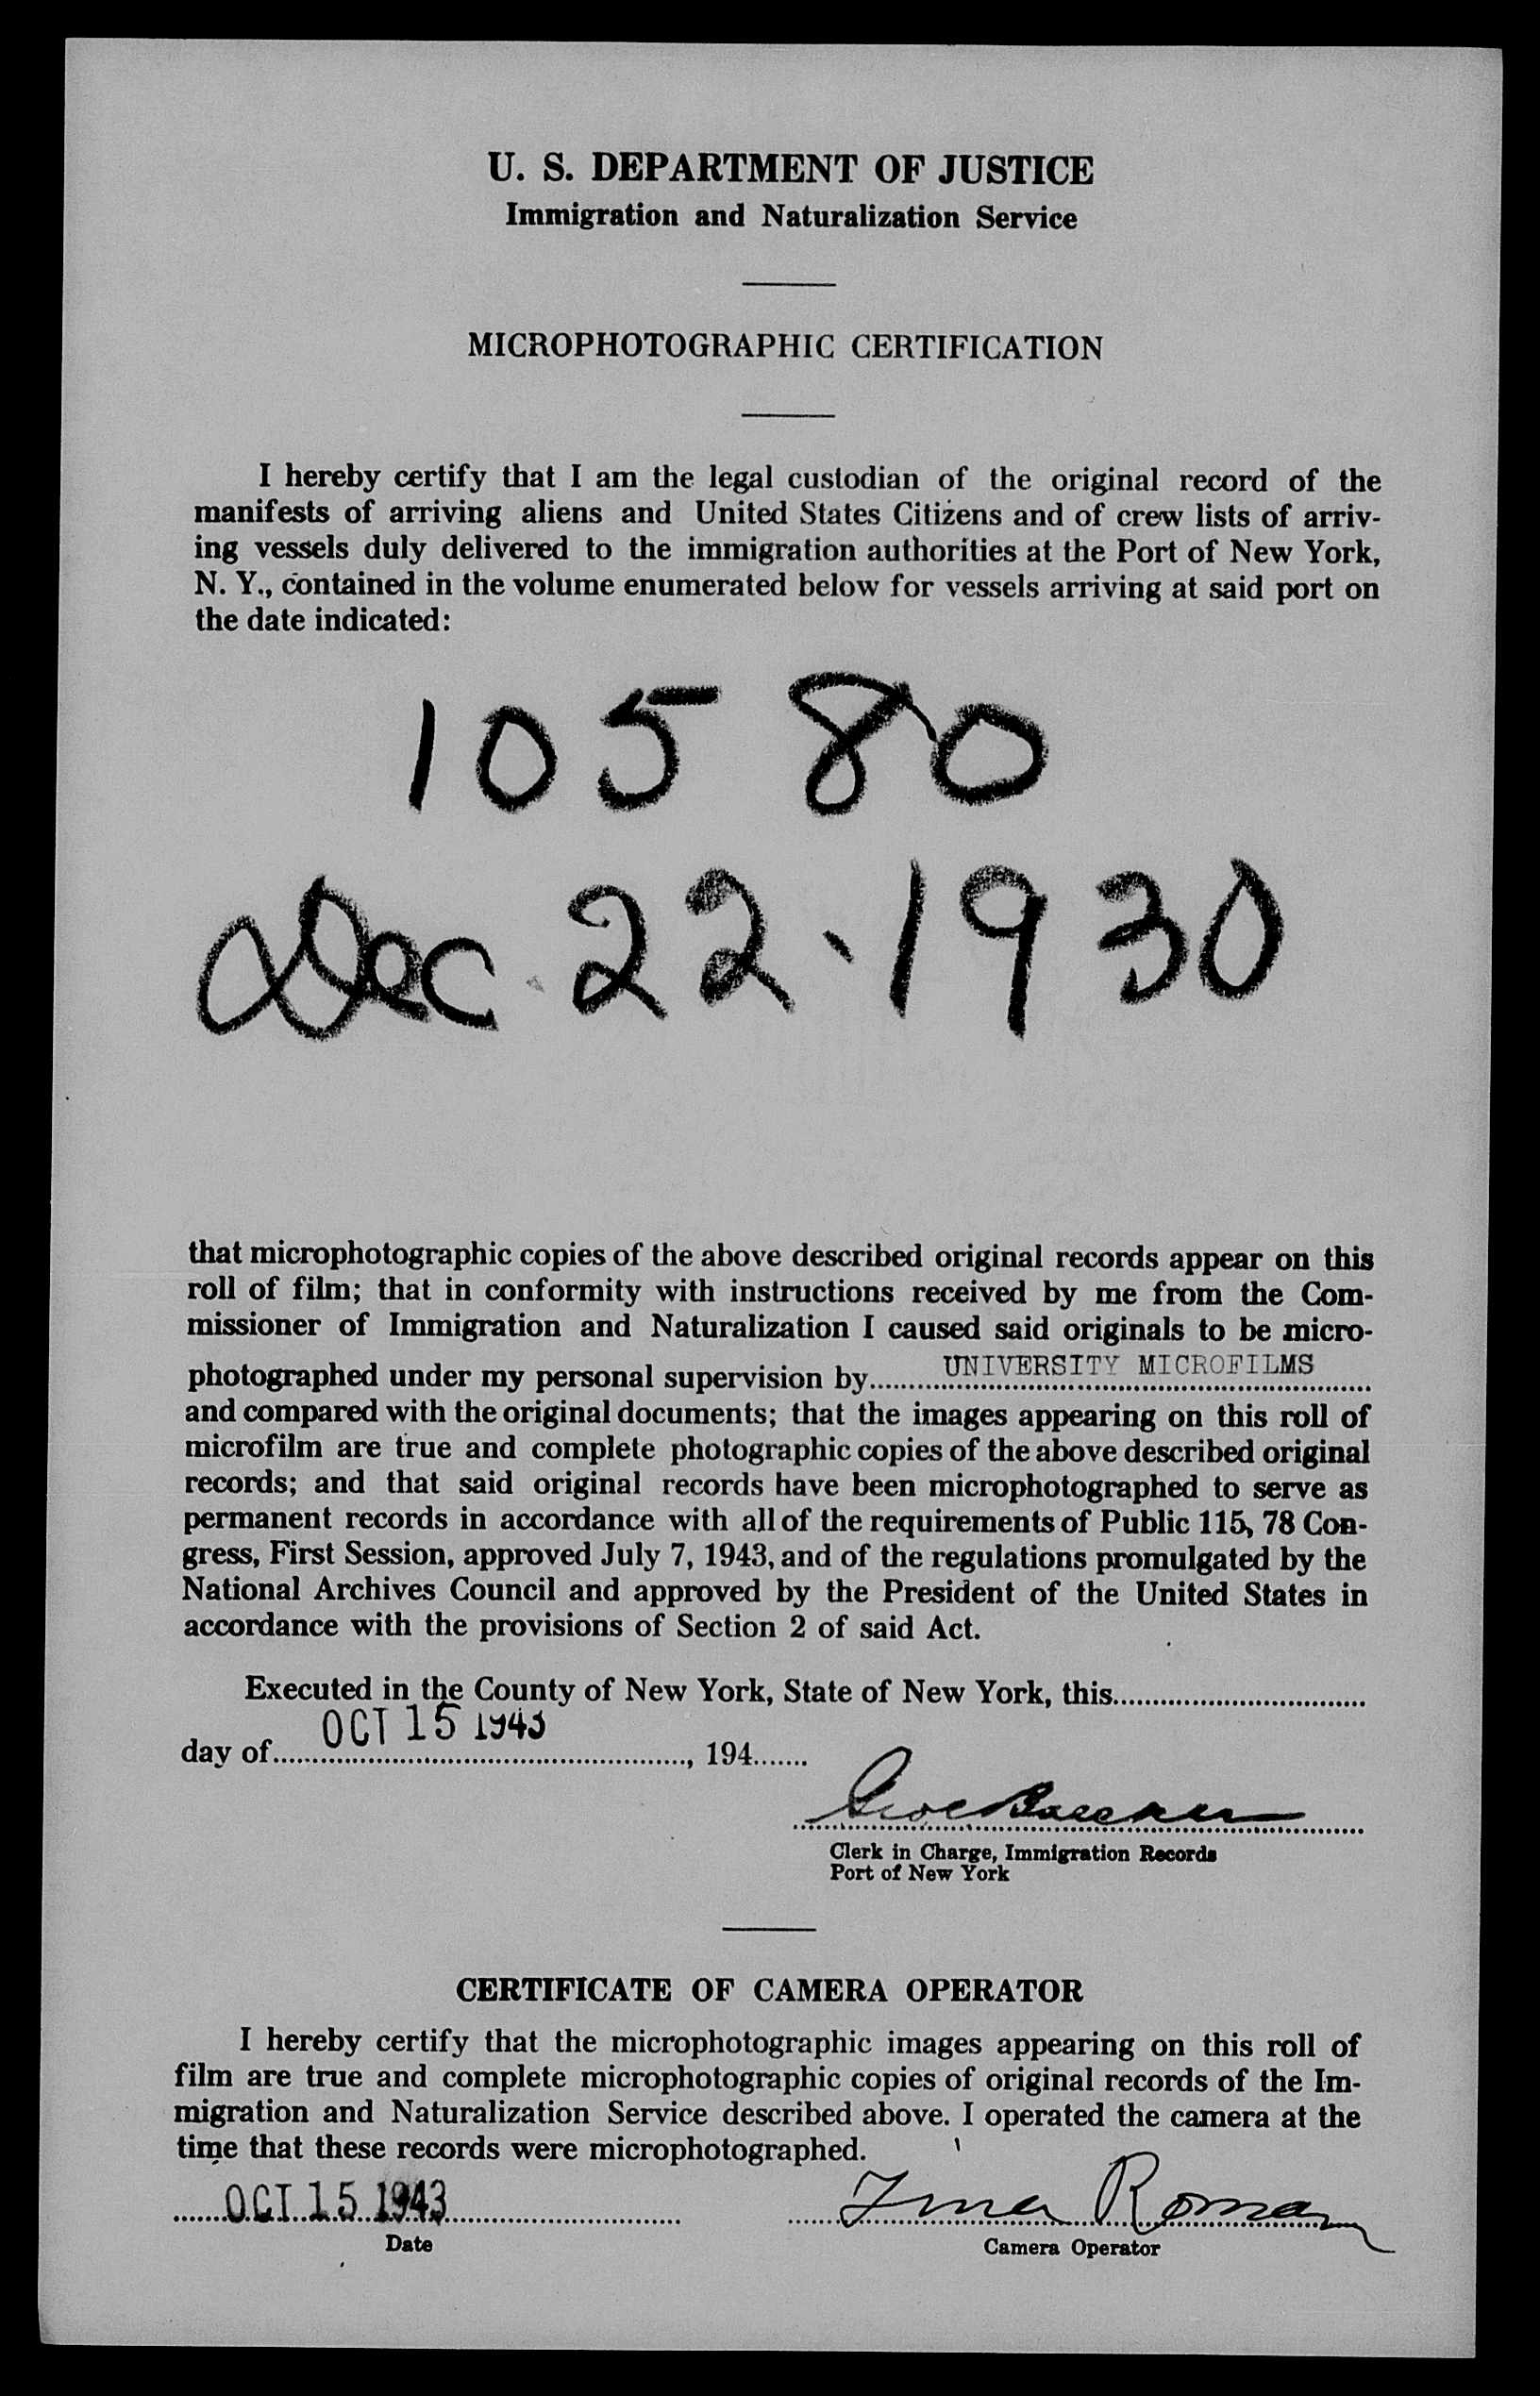 U. S. DEPARTMENT OF JUSTICE
Immigration and Naturalization Service
MICROPHOTOGRAPHIC CERTIFICATION
I hereby certify that I am the legal custodian of the original record of the
manifests of arriving aliens and United States Citizens and of crew lists of arriv-
ing vessels duly delivered to the immigration authorities at the Port of New York,
N. Y., contained in the volume enumerated below for vessels arriving at said port on
the date indicated:
10580
Dec. 22, 1930
that microphotographic copies of the above described original records appear on this
roll of film; that in conformity with instructions received by me from the Com-
missioner of Immigration and Naturalization I caused said originals to be micro-
photographed under my personal supervision by UNIVERSITY MICROFILMS
and compared with the original documents; that the images appearing on this roll of
microfilm are true and complete photographic copies of the above described original
records; and that said original records have been microphotographed to serve as
permanent records in accordance with all of the requirements of Public 115, 78 Con-
gress, First Session, approved July 7, 1943, and of the regulations promulgated by the
National Archives Council and approved by the President of the United States in
accordance with the provisions of Section 2 of said Act.
Executed in the County of New York, State of New York, this
day of OCT 15 1943, 194
Clerk in Charge, Immigration Records
Port of New York
CERTIFICATE OF CAMERA OPERATOR
I hereby certify that the microphotographic images appearing on this roll of
film are true and complete microphotographic copies of original records of the Im-
migration and Naturalization Service described above. I operated the camera at the
time that these records were microphotographed.
OCT 15 1943 Roman
Date Camera Operator